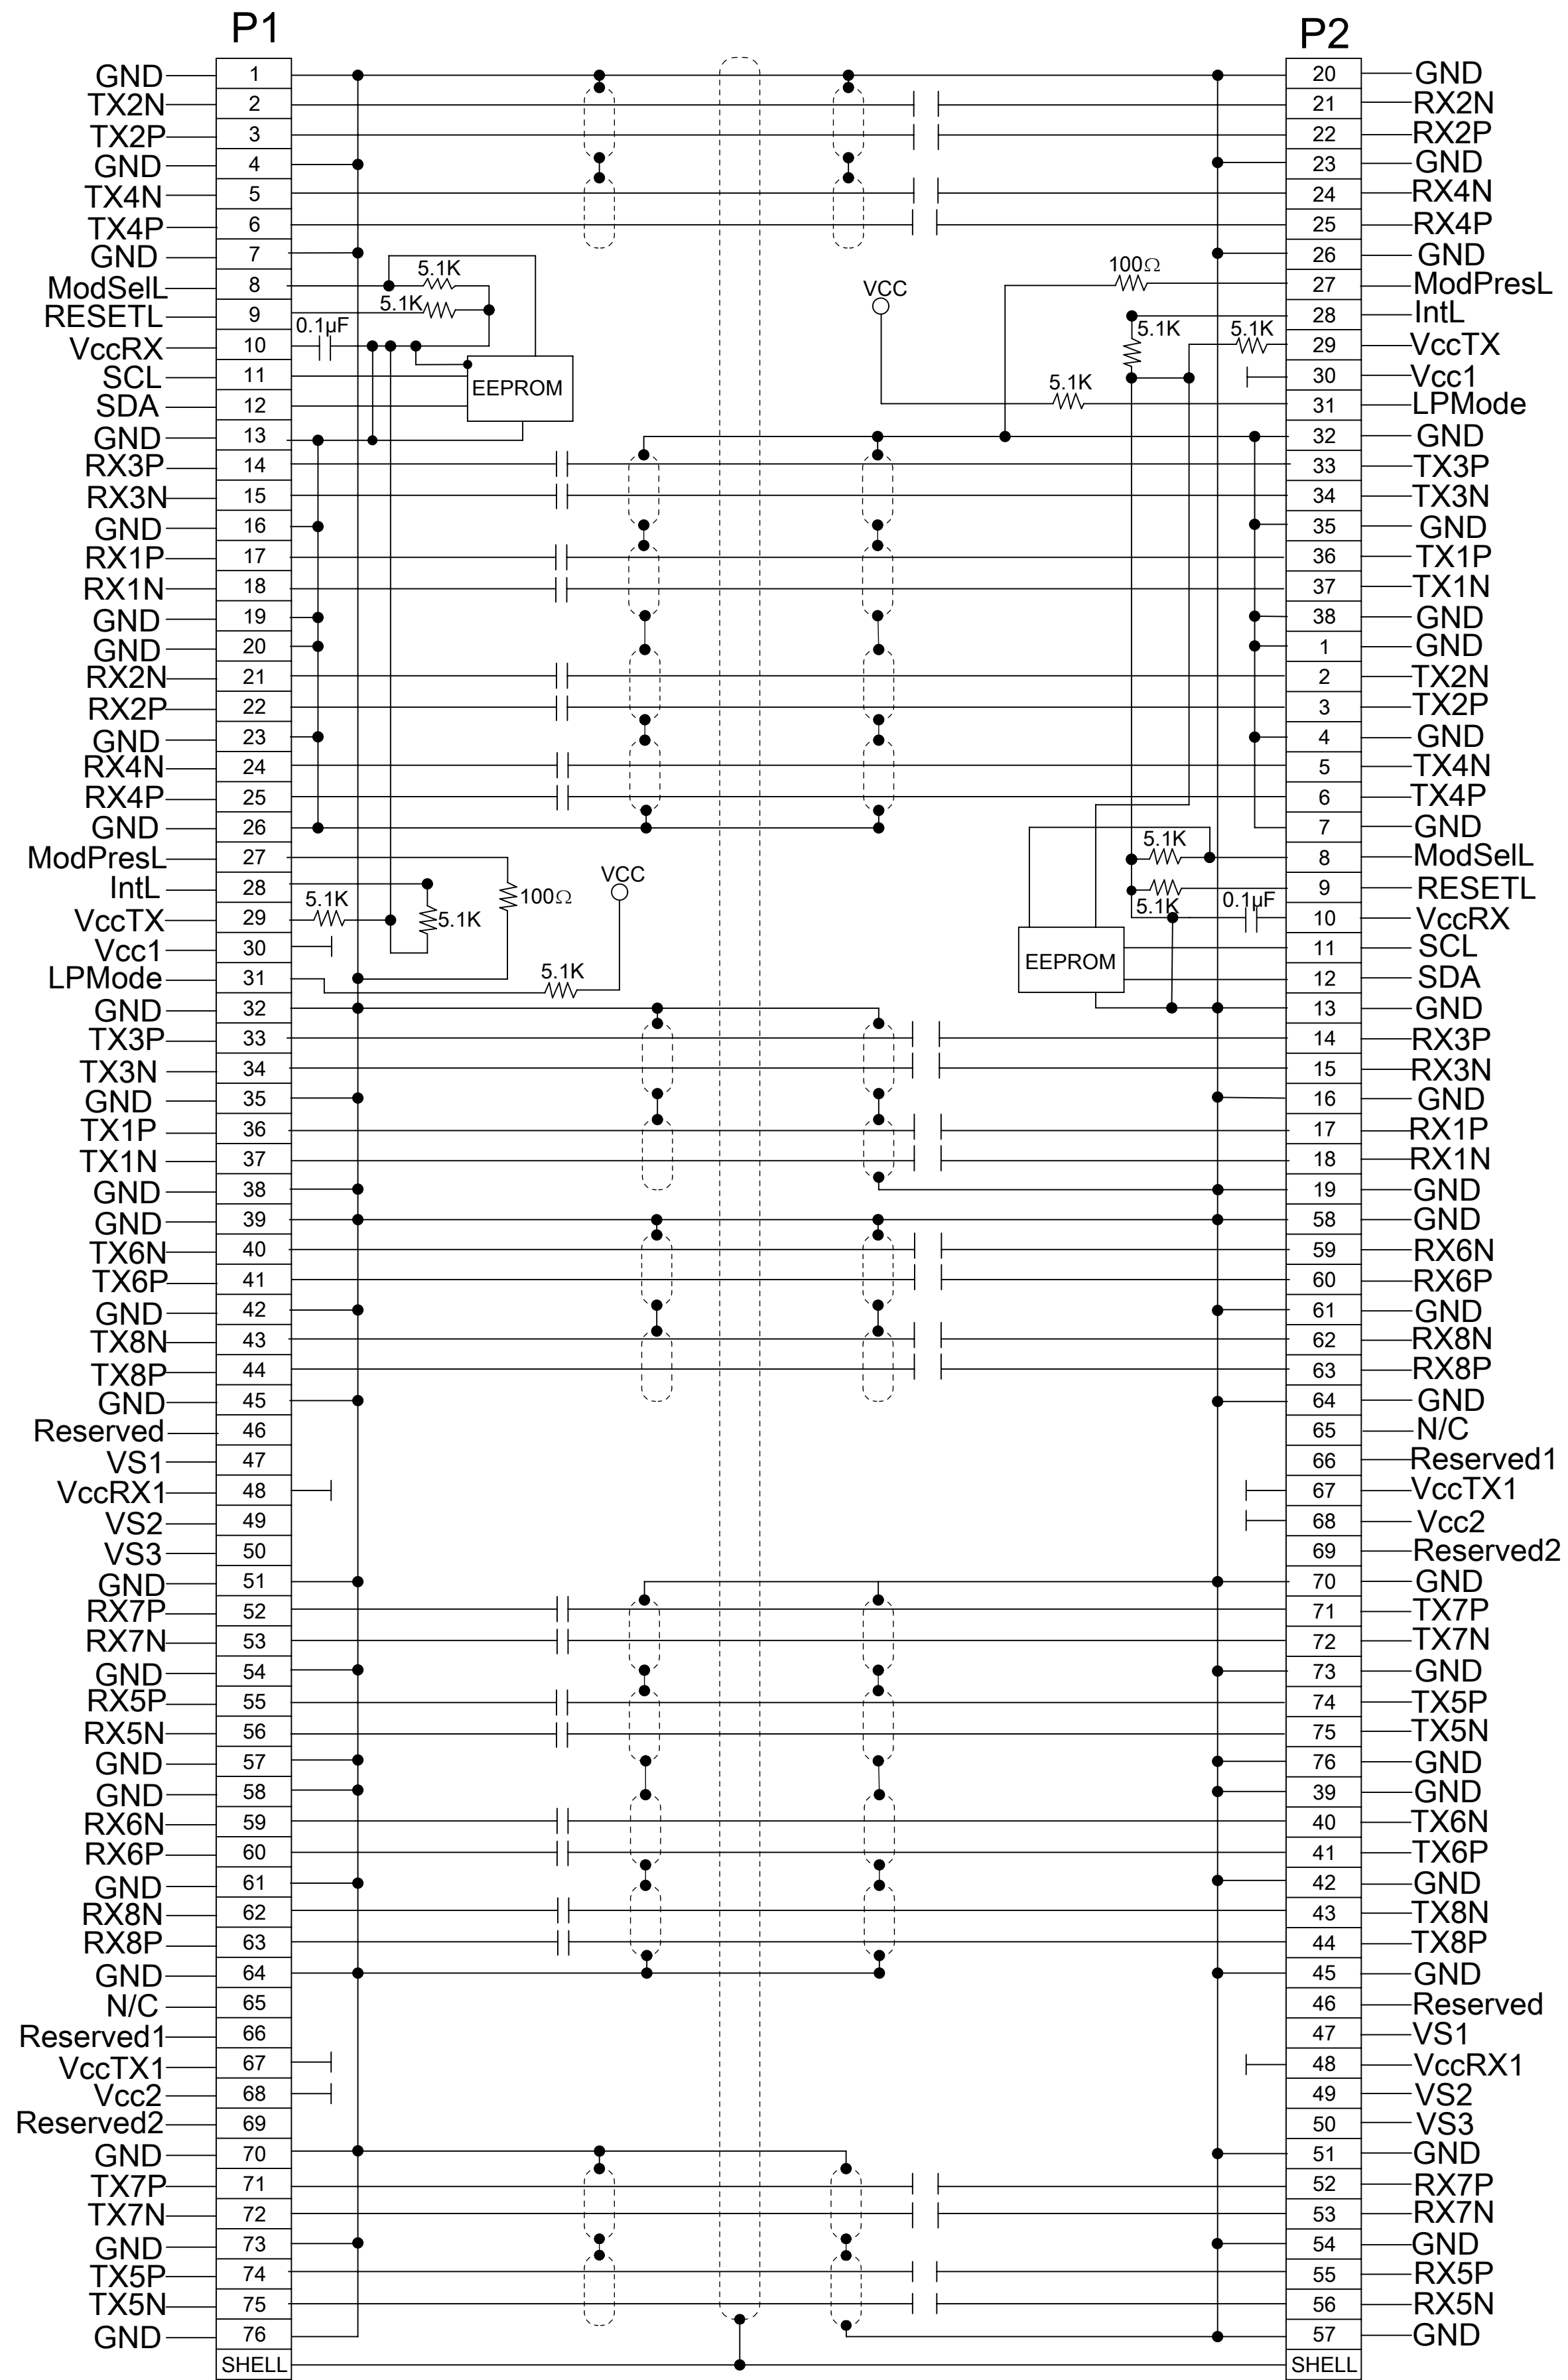 P1 P2
GND 1 20 GND
TX2N 2 21 RX2N
TX2P 3 22 RX2P
GND 4 23 GND
TX4N 5 24 RX4N
TX4P 6 25 RX4P
GND 7 26 GND
ModSelL 8 5.1K 100Ω 27 ModPresL
RESETL 9 5.1K VCC 28 IntL
VccRX 10 0.1µF 5.1K 5.1K 29 VccTX
SCL 11 EEPROM 30 Vcc1
SDA 12 5.1K 31 LPMode
GND 13 32 GND
RX3P 14 33 TX3P
RX3N 15 34 TX3N
GND 16 35 GND
RX1P 17 36 TX1P
RX1N 18 37 TX1N
GND 19 38 GND
GND 20 1 GND
RX2N 21 2 TX2N
RX2P 22 3 TX2P
GND 23 4 GND
RX4N 24 5 TX4N
RX4P 25 6 TX4P
GND 26 7 GND
ModPresL 27 5.1K 8 ModSelL
IntL 28 100Ω VCC 5.1K 9 RESETL
VccTX 29 5.1K 5.1K 0.1µF 10 VccRX
Vcc1 30 EEPROM 11 SCL
LPMode 31 5.1K 12 SDA
GND 32 13 GND
TX3P 33 14 RX3P
TX3N 34 15 RX3N
GND 35 16 GND
TX1P 36 17 RX1P
TX1N 37 18 RX1N
GND 38 19 GND
GND 39 58 GND
TX6N 40 59 RX6N
TX6P 41 60 RX6P
GND 42 61 GND
TX8N 43 62 RX8N
TX8P 44 63 RX8P
GND 45 64 GND
Reserved 46 65 N/C
VS1 47 66 Reserved1
VccRX1 48 67 VccTX1
VS2 49 68 Vcc2
VS3 50 69 Reserved2
GND 51 70 GND
RX7P 52 71 TX7P
RX7N 53 72 TX7N
GND 54 73 GND
RX5P 55 74 TX5P
RX5N 56 75 TX5N
GND 57 76 GND
GND 58 39 GND
RX6N 59 40 TX6N
RX6P 60 41 TX6P
GND 61 42 GND
RX8N 62 43 TX8N
RX8P 63 44 TX8P
GND 64 45 GND
N/C 65 46 Reserved
Reserved1 66 47 VS1
VccTX1 67 48 VccRX1
Vcc2 68 49 VS2
Reserved2 69 50 VS3
GND 70 51 GND
TX7P 71 52 RX7P
TX7N 72 53 RX7N
GND 73 54 GND
TX5P 74 55 RX5P
TX5N 75 56 RX5N
GND 76 57 GND
SHELL SHELL